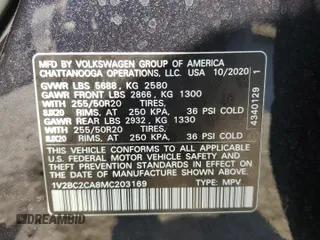 MFD BY VOLKSWAGEN GROUP OF AMERICA
CHATTANOOGA OPERATIONS, LLC. USA 10/2020
GVWR LBS 5688, KG 2580
GAWR FRONT LBS 2866, KG 1300
WITH 255/50R20 TIRES,
8JX20 RIMS, AT 250 KPA, 36 PSI COLD
GAWR REAR LBS 2932, KG 1330
WITH 255/50R20 TIRES,
8JX20 RIMS, AT 250 KPA, 36 PSI COLD
THIS VEHICLE CONFORMS TO ALL APPLICABLE
U.S. FEDERAL MOTOR VEHICLE SAFETY, BUMPER,
AND THEFT PREVENTION STANDARDS IN EFFECT
ON THE DATE OF MANUFACTURE SHOWN ABOVE.
1V2BC2CA8MC203169 TYPE: MPV
4340129 1